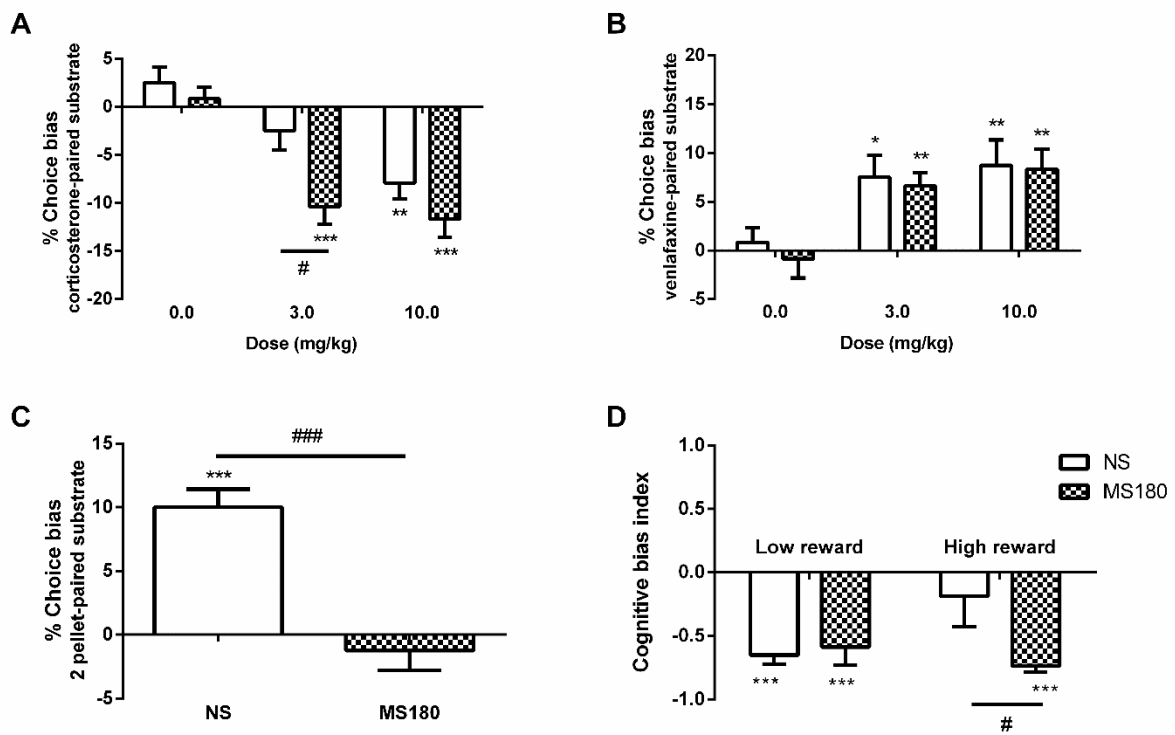 A
% Choice bias
corticosterone-paired substrate
5
0
-5
-10
-15
-20
**
***
***
#
0.0 3.0 10.0
Dose (mg/kg)
B
% Choice bias
venlafaxine-paired substrate
20
15
10
5
0
-5
*
**
**
**
0.0 3.0 10.0
Dose (mg/kg)
C
% Choice bias
2 pellet-paired substrate
15
10
5
0
-5
###
***
NS MS180
D
Cognitive bias index
1.0
0.5
0.0
-0.5
-1.0
NS
MS180
Low reward High reward
*** *** ***
#